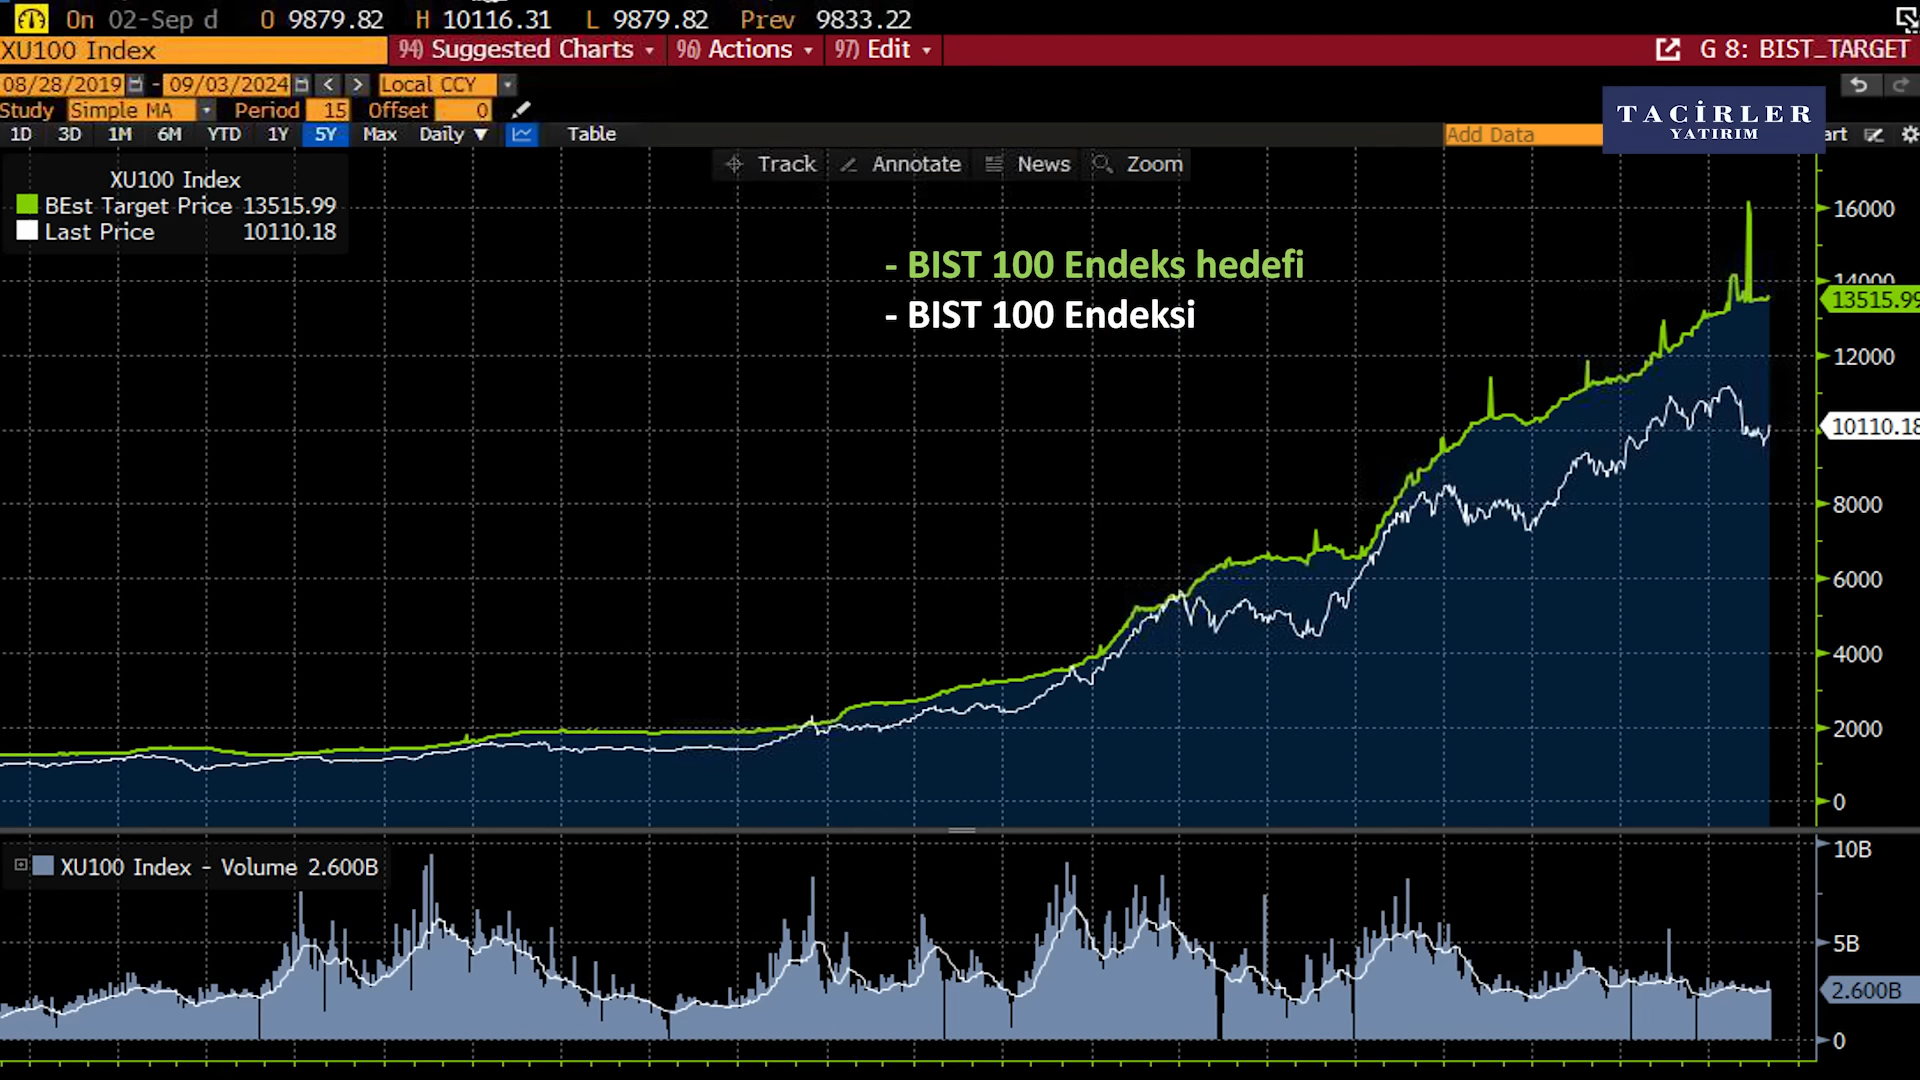 On 02-Sep d O 9879.82 H 10116.31 L 9879.82 Prev 9833.22
XU100 Index 94) Suggested Charts 96) Actions 97) Edit G 8: BIST_TARGET
08/28/2019 - 09/03/2024 < > Local CCY
Study Simple MA Period 15 Offset 0
TACİRLER
YATIRIM
1D 3D 1M 6M YTD 1Y 5Y Max Daily ▼ Table Add Data art
Track Annotate News Zoom
XU100 Index
BEst Target Price 13515.99
Last Price 10110.18
- BIST 100 Endeks hedefi
- BIST 100 Endeksi
16000
14000
13515.99
12000
10110.18
8000
6000
4000
2000
0
XU100 Index - Volume 2.600B
10B
5B
2.600B
0